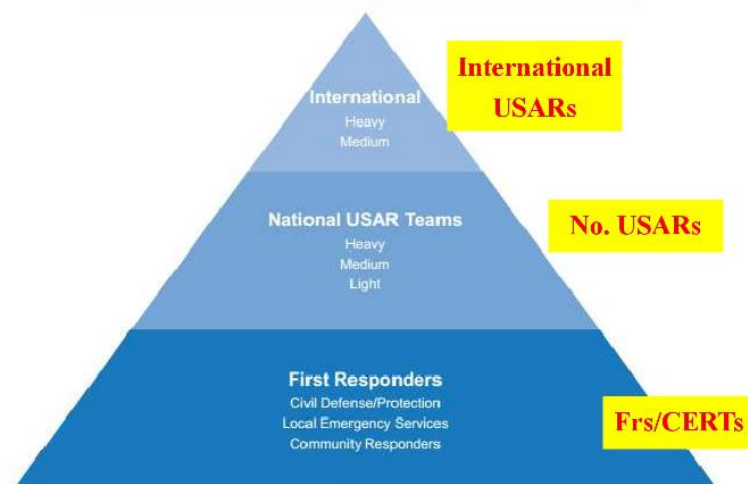 International
Heavy
Medium
International
USARs
National USAR Teams
Heavy
Medium
Light
No. USARs
First Responders
Civil Defense/Protection
Local Emergency Services
Community Responders
Frs/CERTs